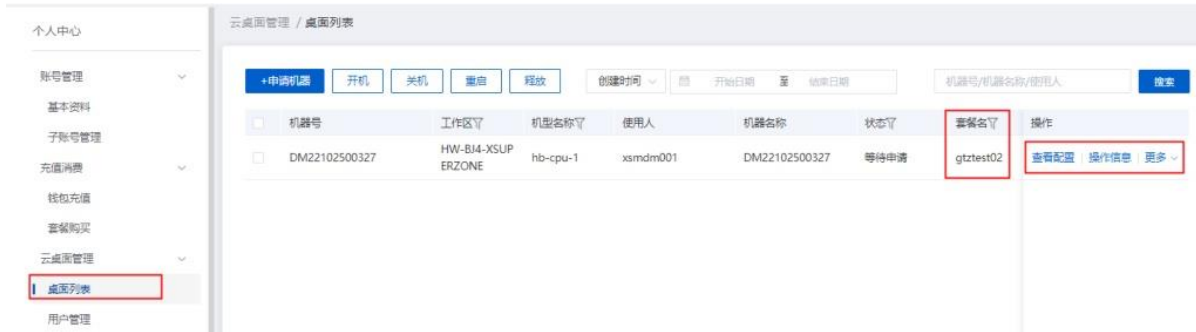 个人中心
云桌面管理 / 桌面列表
账号管理
基本资料
子账号管理
充值消费
钱包充值
套餐购买
云桌面管理
桌面列表
用户管理
+申请机器 开机 关机 重启 释放 创建时间 开始日期 至 结束日期 机器号/机器名称/使用人 搜索
机器号 工作区 机型名称 使用人 机器名称 状态 套餐名 操作
DM22102500327 HW-BJ4-XSUP hb-cpu-1 xsmdm001 DM22102500327 等待申请 gtztest02 查看配置 操作信息 更多
ERZONE